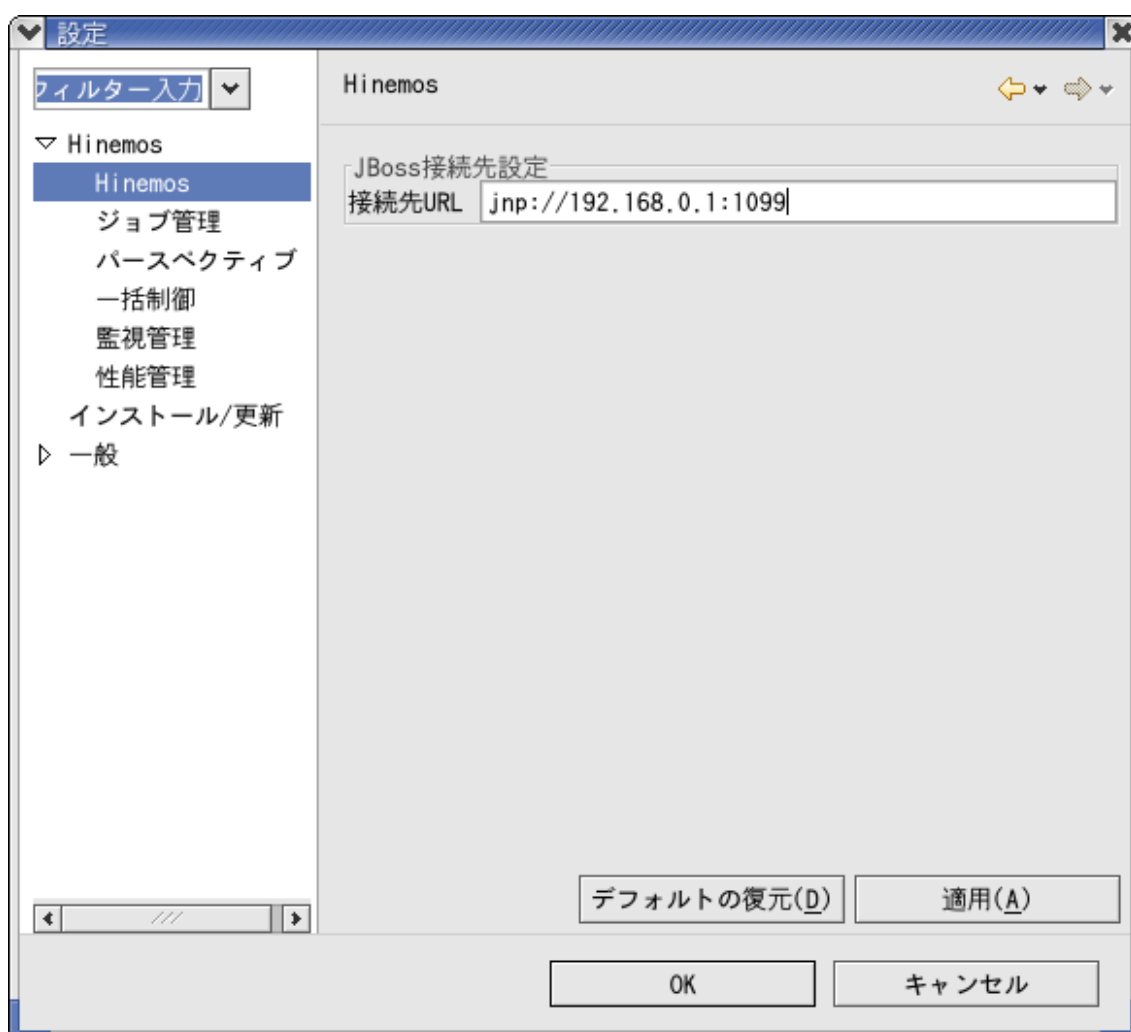 設定
フィルター入力
Hinemos
Hinemos
ジョブ管理
パースペクティブ
一括制御
監視管理
性能管理
インストール/更新
一般
Hinemos
JBoss接続先設定
接続先URL jnp://192.168.0.1:1099
デフォルトの復元(D) 適用(A)
OK キャンセル